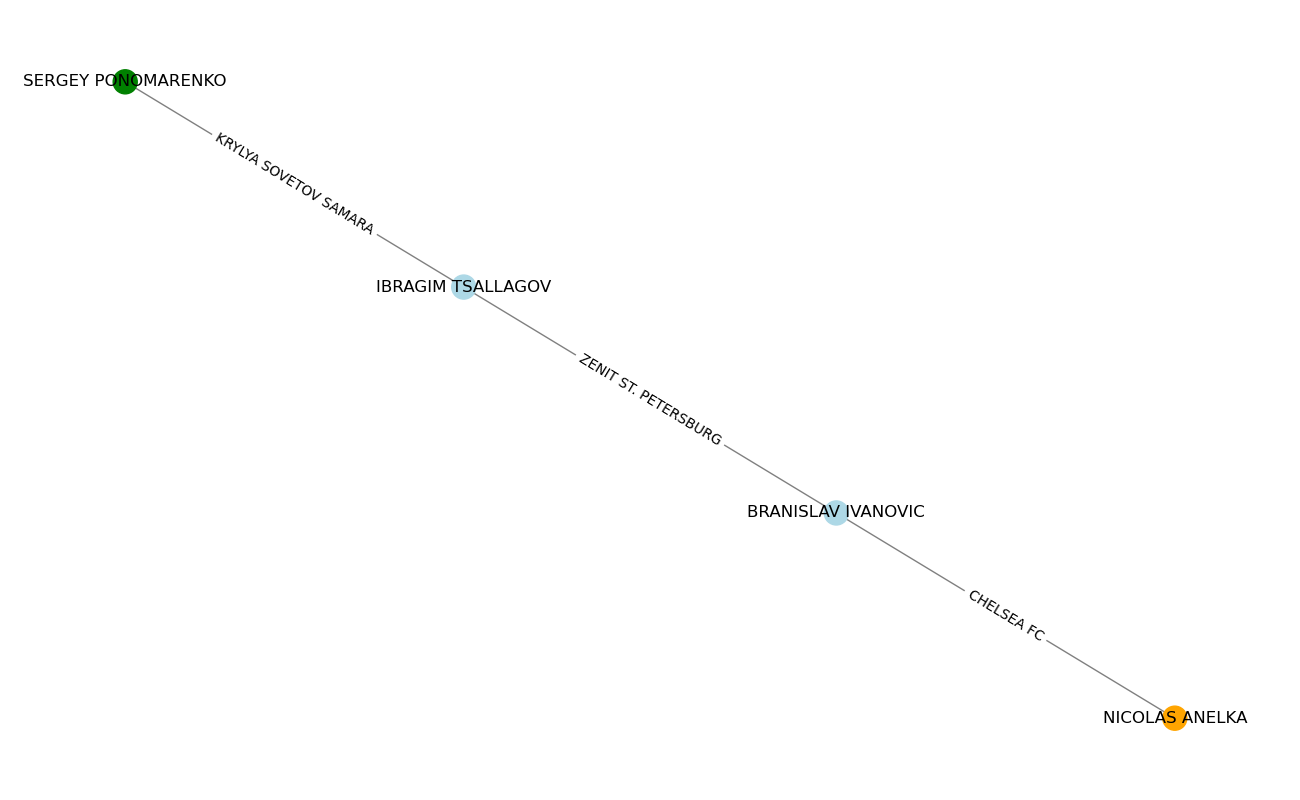 SERGEY PONOMARENKO
KRYLYA SOVETOV SAMARA
IBRAGIM TSALLAGOV
ZENIT ST. PETERSBURG
BRANISLAV IVANOVIC
CHELSEA FC
NICOLAS ANELKA